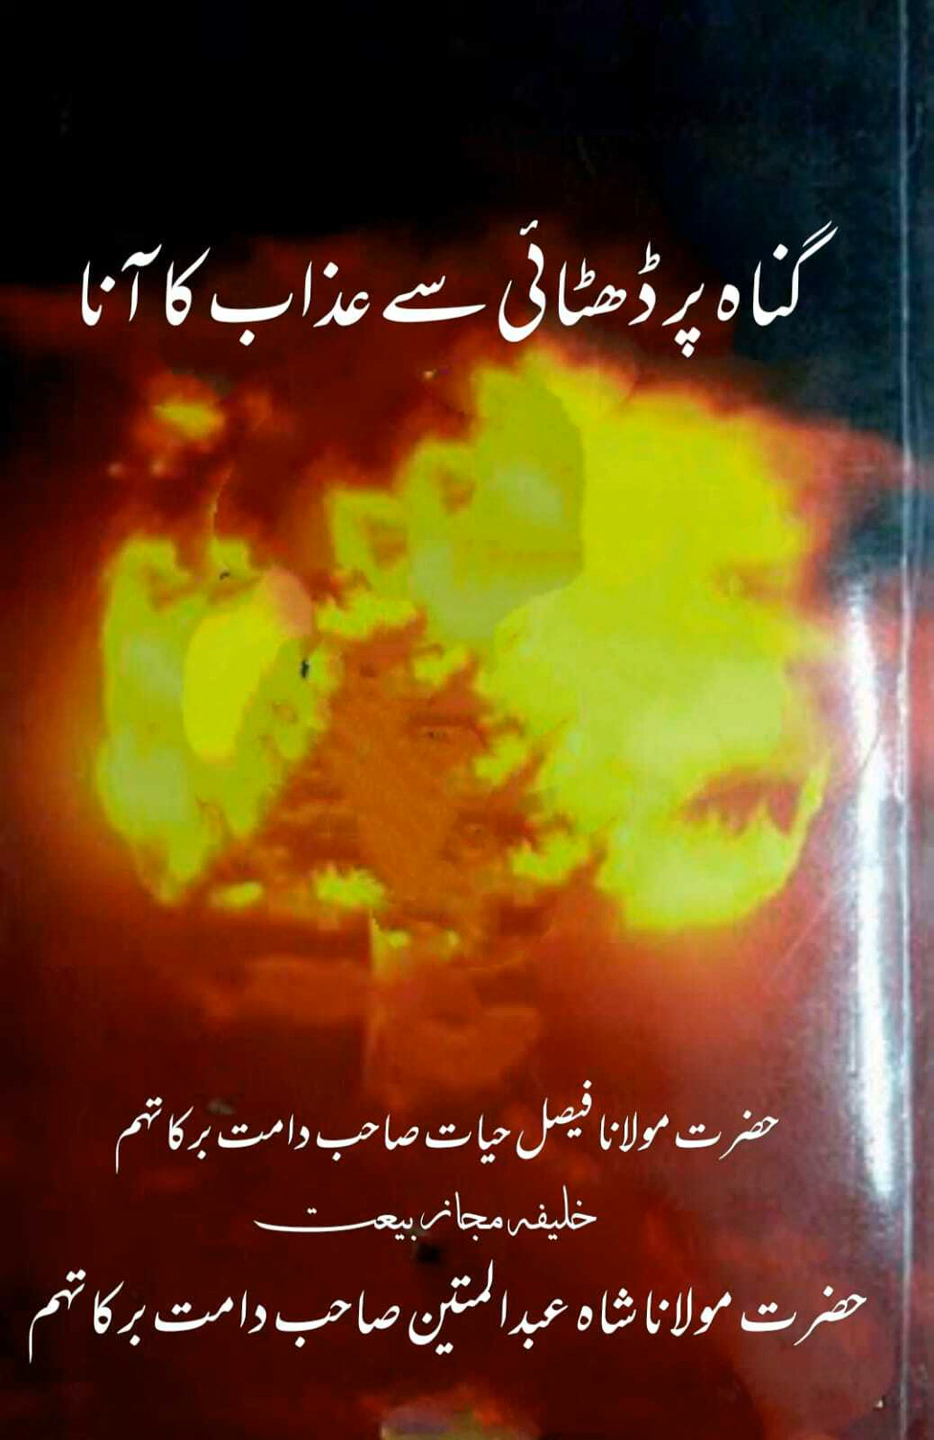 گناہ پر ڈھٹائی سے عذاب کا آنا
حضرت مولانا فیصل حیات صاحب دامت برکاتہم
خلیفہ مجاز بیعت
حضرت مولانا شاہ عبدالمتین صاحب دامت برکاتہم